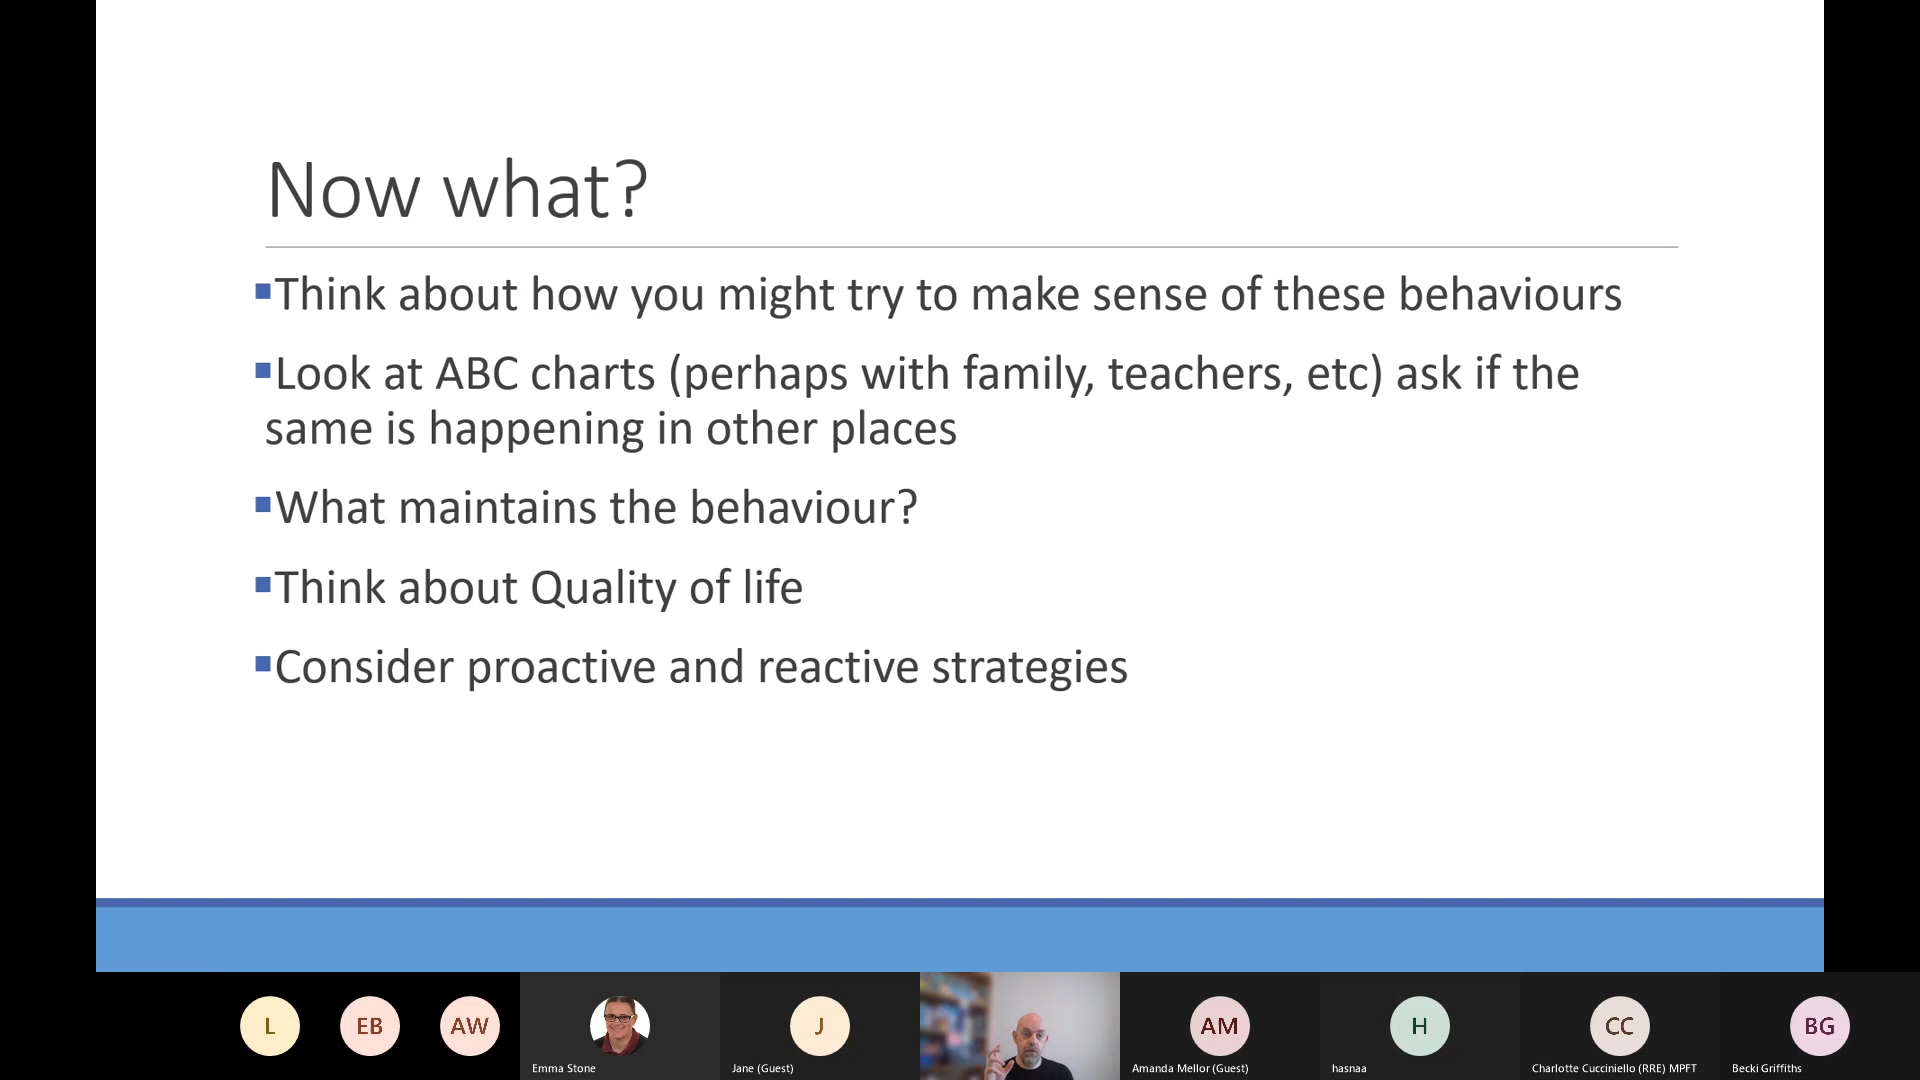 Now what?
▪Think about how you might try to make sense of these behaviours
▪Look at ABC charts (perhaps with family, teachers, etc) ask if the
same is happening in other places
▪What maintains the behaviour?
▪Think about Quality of life
▪Consider proactive and reactive strategies
L
EB
AW
J
AM
H
CC
BG
Emma Stone
Jane (Guest)
Amanda Mellor (Guest)
hasnaa
Charlotte Cucciniello (RRE) MPFT
Becki Griffiths